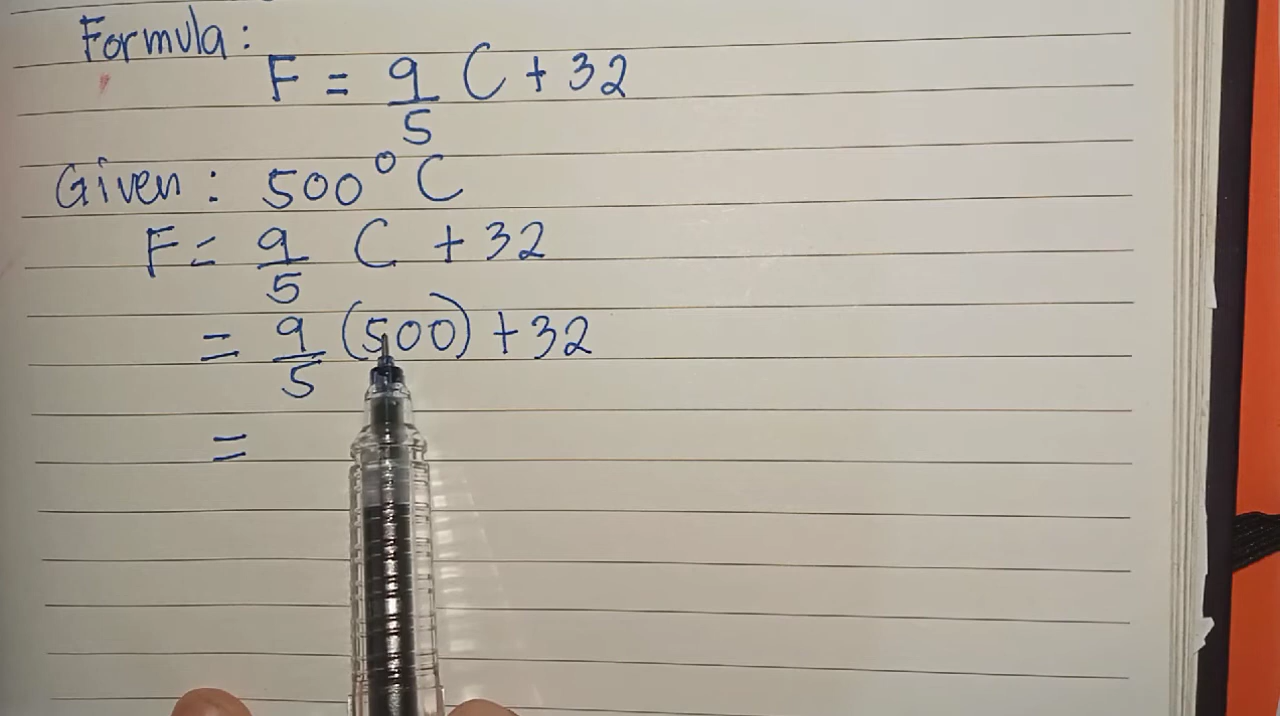 Formula:
F = 9/5 C + 32
Given: 500° C
F = 9/5 C + 32
= 9/5 (500) + 32
=